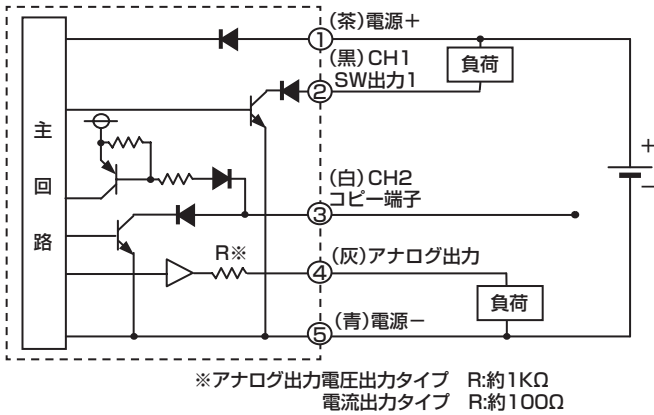 (茶)電源＋
①
(黒)CH1
SW出力1
②
負荷
主回路
＋
－
(白)CH2
コピー端子
③
R※
(灰)アナログ出力
④
負荷
(青)電源－
⑤
※アナログ出力電圧出力タイプ　R:約1KΩ
電流出力タイプ　R:約100Ω